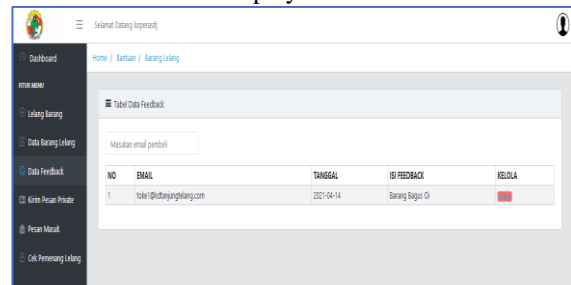 Selamat Datang koperasitj
Dashboard
Home / Bantuan / Barang Lelang
FITUR MENU
Lelang Barang
Data Barang Lelang
Data Feedback
Kirim Pesan Private
Pesan Masuk
Cek Pemenang Lelang
Tabel Data Feedback
Masukan email pembeli
NO EMAIL TANGGAL ISI FEEDBACK KELOLA
1 toke1@kdtanjungtelang.com 2021-04-14 Barang Bagus Oi